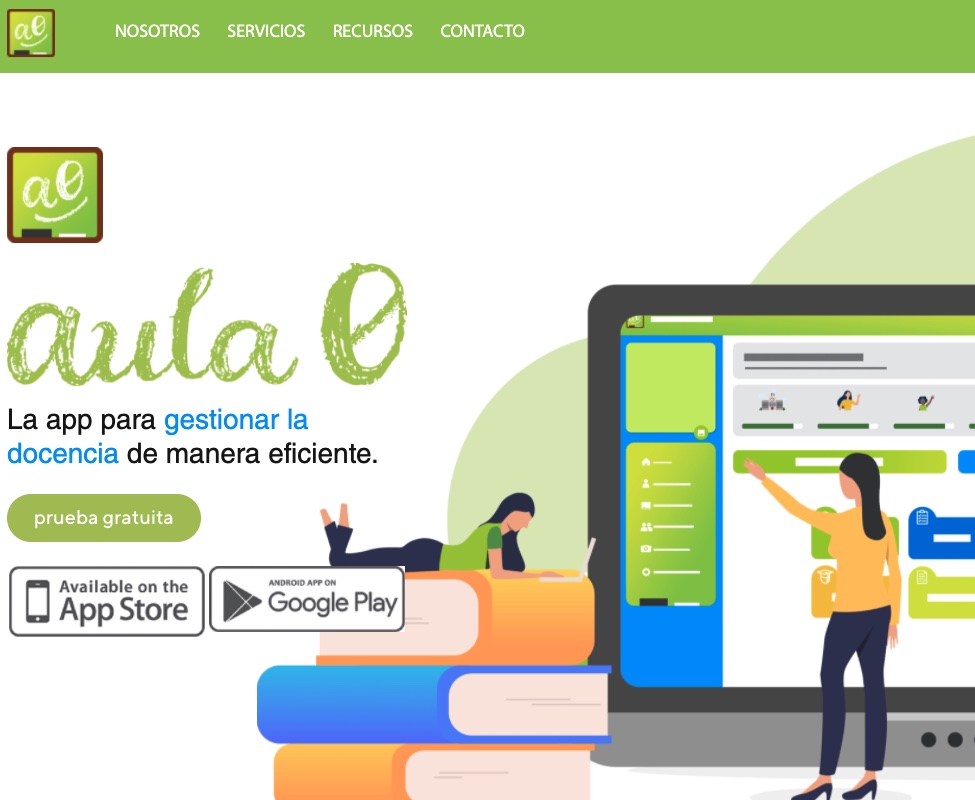 a0
NOSOTROS SERVICIOS RECURSOS CONTACTO
a0
aula 0
La app para gestionar la
docencia de manera eficiente.
prueba gratuita
Available on the
App Store
ANDROID APP ON
Google Play